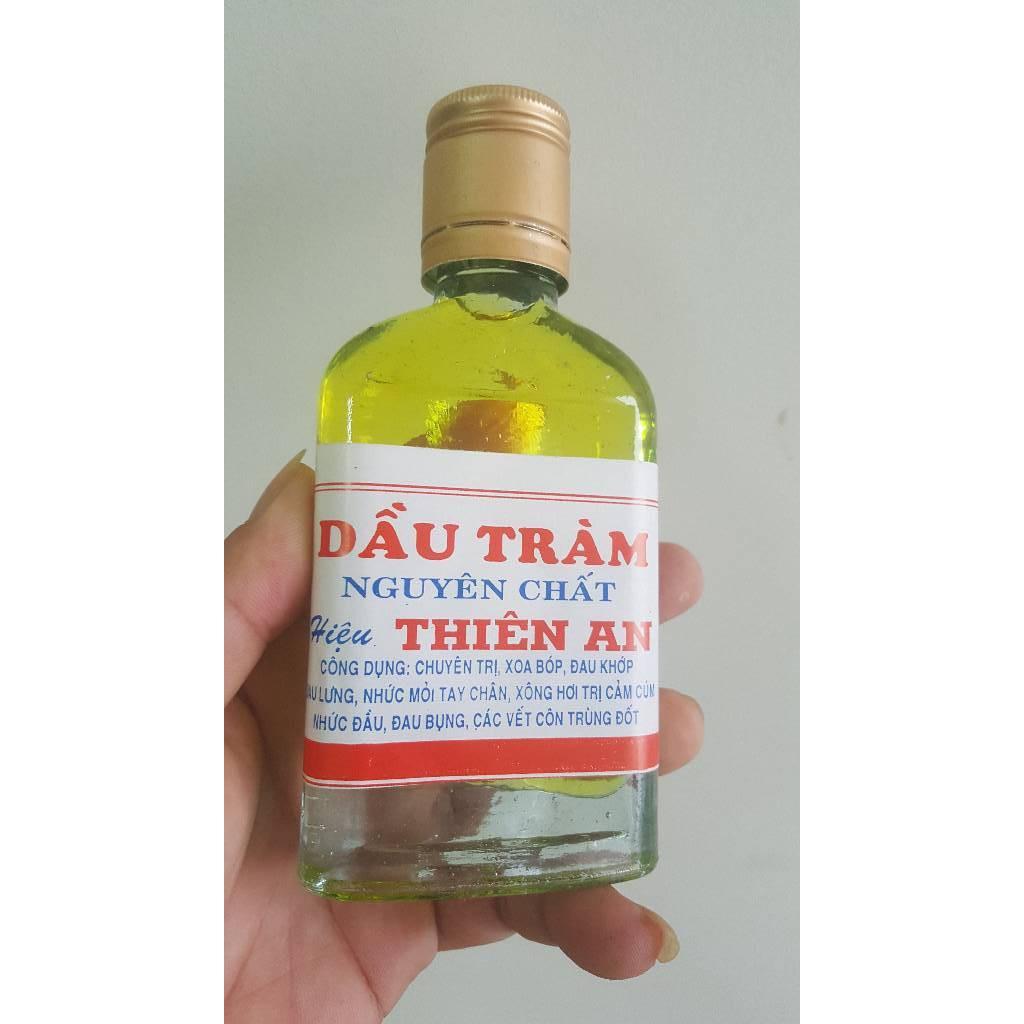 DẦU TRÀM
NGUYÊN CHẤT
Hiệu THIÊN AN
CÔNG DỤNG: CHUYÊN TRỊ, XOA BÓP, ĐAU KHỚP
LƯNG, NHỨC MỎI TAY CHÂN, XÔNG HƠI TRỊ CẢM CÚM
NHỨC ĐẦU, ĐAU BỤNG, CÁC VẾT CÔN TRÙNG ĐỐT